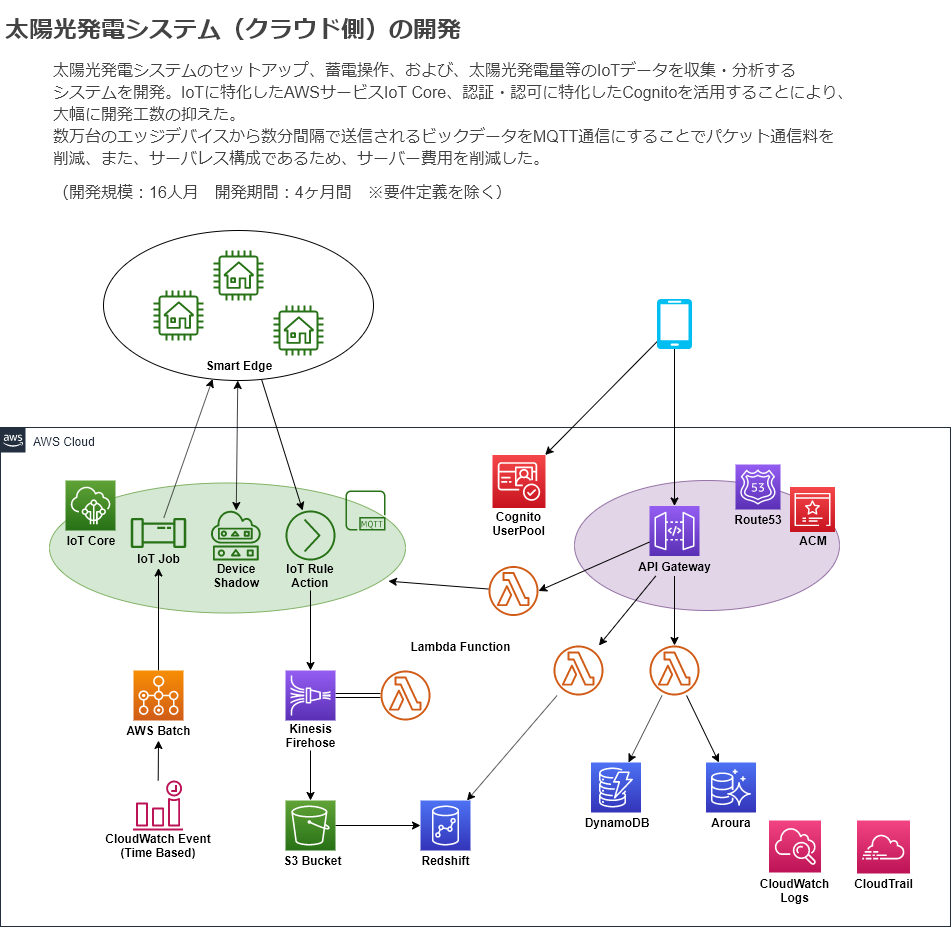 太陽光発電システム（クラウド側）の開発
太陽光発電システムのセットアップ、蓄電操作、および、太陽光発電量等のIoTデータを収集・分析する
システムを開発。IoTに特化したAWSサービスIoT Core、認証・認可に特化したCognitoを活用することにより、
大幅に開発工数の抑えた。
数万台のエッジデバイスから数分間隔で送信されるビックデータをMQTT通信にすることでパケット通信料を
削減、また、サーバレス構成であるため、サーバー費用を削減した。
（開発規模：16人月　開発期間：4ヶ月間　※要件定義を除く）
Smart Edge
aws
AWS Cloud
IoT Core
IoT Job
Device
Shadow
IoT Rule
Action
MQTT
Cognito
UserPool
53
Route53
ACM
API Gateway
Lambda Function
AWS Batch
Kinesis
Firehose
CloudWatch Event
(Time Based)
S3 Bucket
Redshift
DynamoDB
Aroura
CloudWatch
Logs
CloudTrail